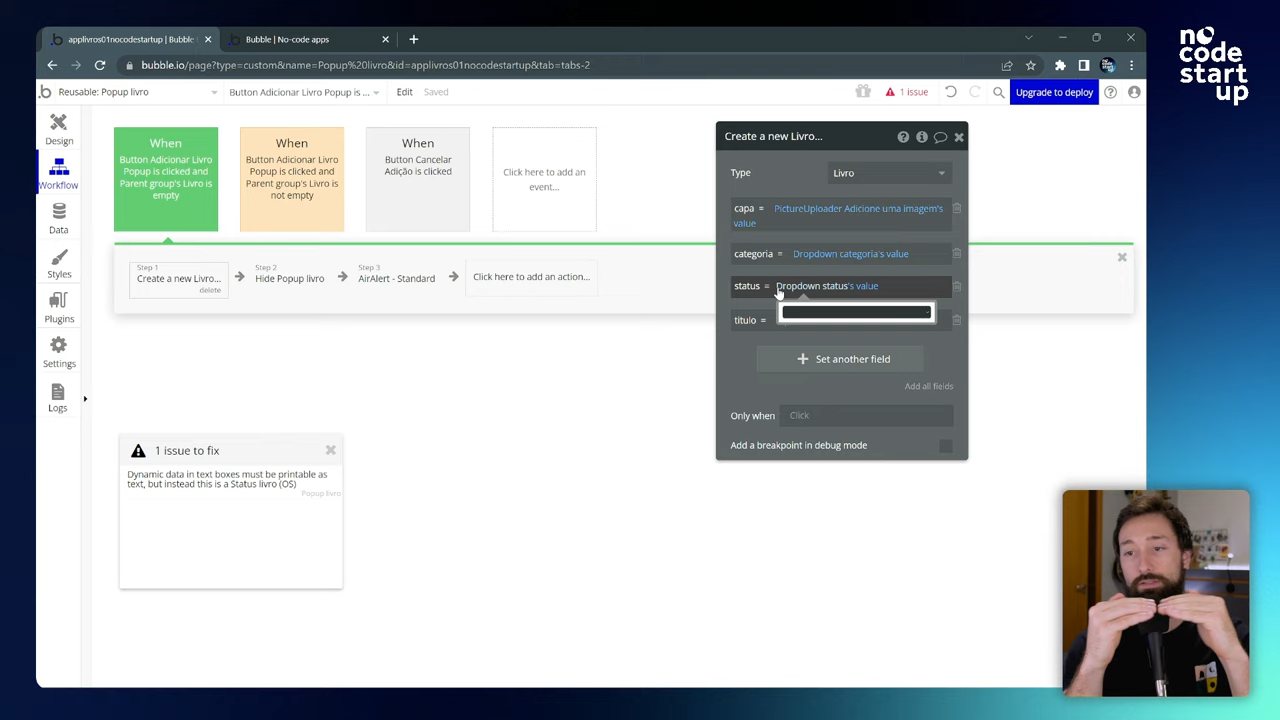 applivros01nocodestartup | Bubble
Bubble | No-code apps
no
code
start
up
bubble.io/page?type=custom&name=Popup%20livro&id=applivros01nocodestartup&tab=tabs-2
Reusable: Popup livro
Button Adicionar Livro Popup is ...
Edit
Saved
1 issue
Upgrade to deploy
Design
Workflow
Data
Styles
Plugins
Settings
Logs
When
Button Adicionar Livro
Popup is clicked and
Parent group's Livro is
empty
When
Button Adicionar Livro
Popup is clicked and
Parent group's Livro is
not empty
When
Button Cancelar
Adição is clicked
Click here to add an
event...
Step 1
Create a new Livro...
delete
Step 2
Hide Popup livro
Step 3
AirAlert - Standard
Click here to add an action...
Create a new Livro...
Type
Livro
capa =
PictureUploader Adicione uma imagem's
value
categoria =
Dropdown categoria's value
status =
Dropdown status's value
titulo =
Set another field
Add all fields
Only when
Click
Add a breakpoint in debug mode
1 issue to fix
Dynamic data in text boxes must be printable as
text, but instead this is a Status livro (OS)
Popup livro